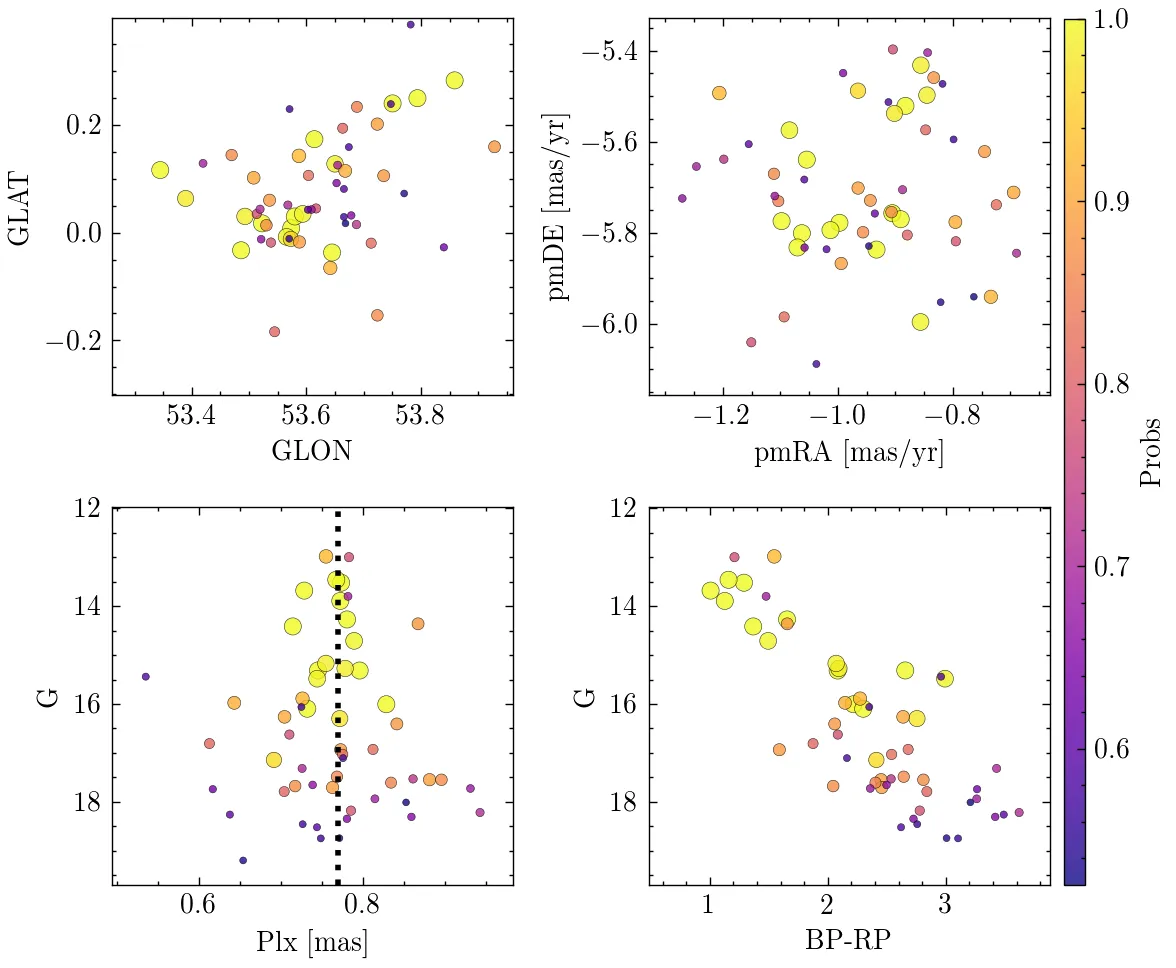 0.2
0.0
−0.2
GLAT
53.4 53.6 53.8
GLON
−5.4
−5.6
−5.8
−6.0
pmDE [mas/yr]
−1.2 −1.0 −0.8
pmRA [mas/yr]
12
14
16
18
G
0.6 0.8
Plx [mas]
12
14
16
18
G
1 2 3
BP-RP
1.0
0.9
0.8
0.7
0.6
Probs